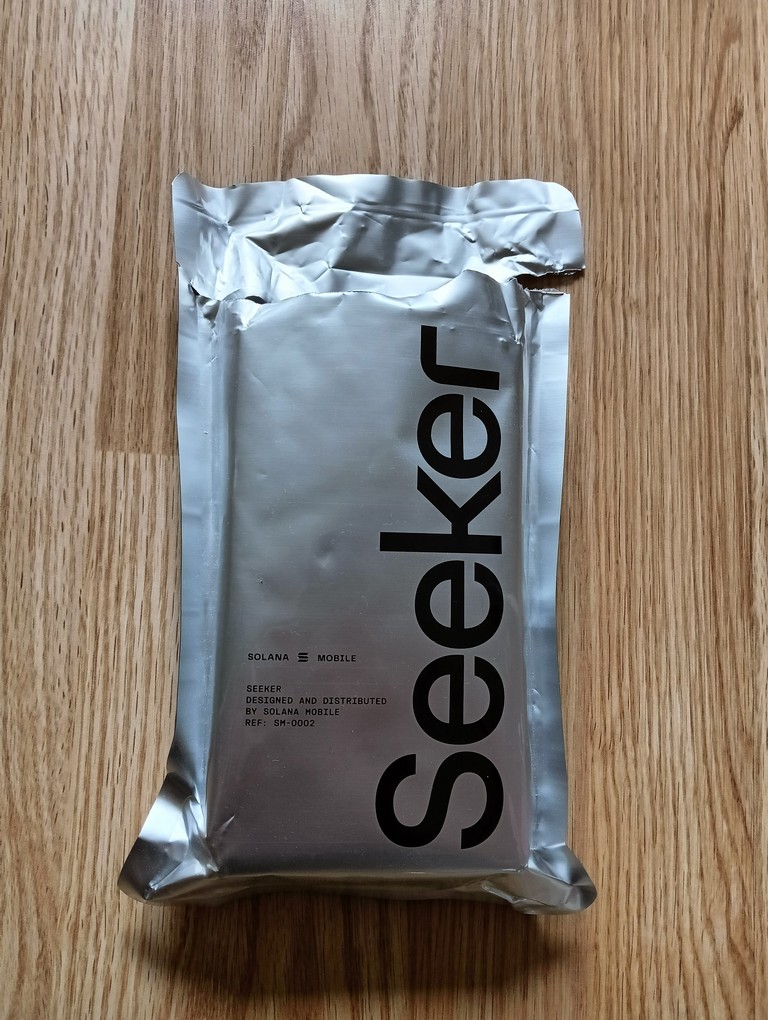 Seeker
SOLANA MOBILE
SEEKER
DESIGNED AND DISTRIBUTED
BY SOLANA MOBILE
REF: SM-0002